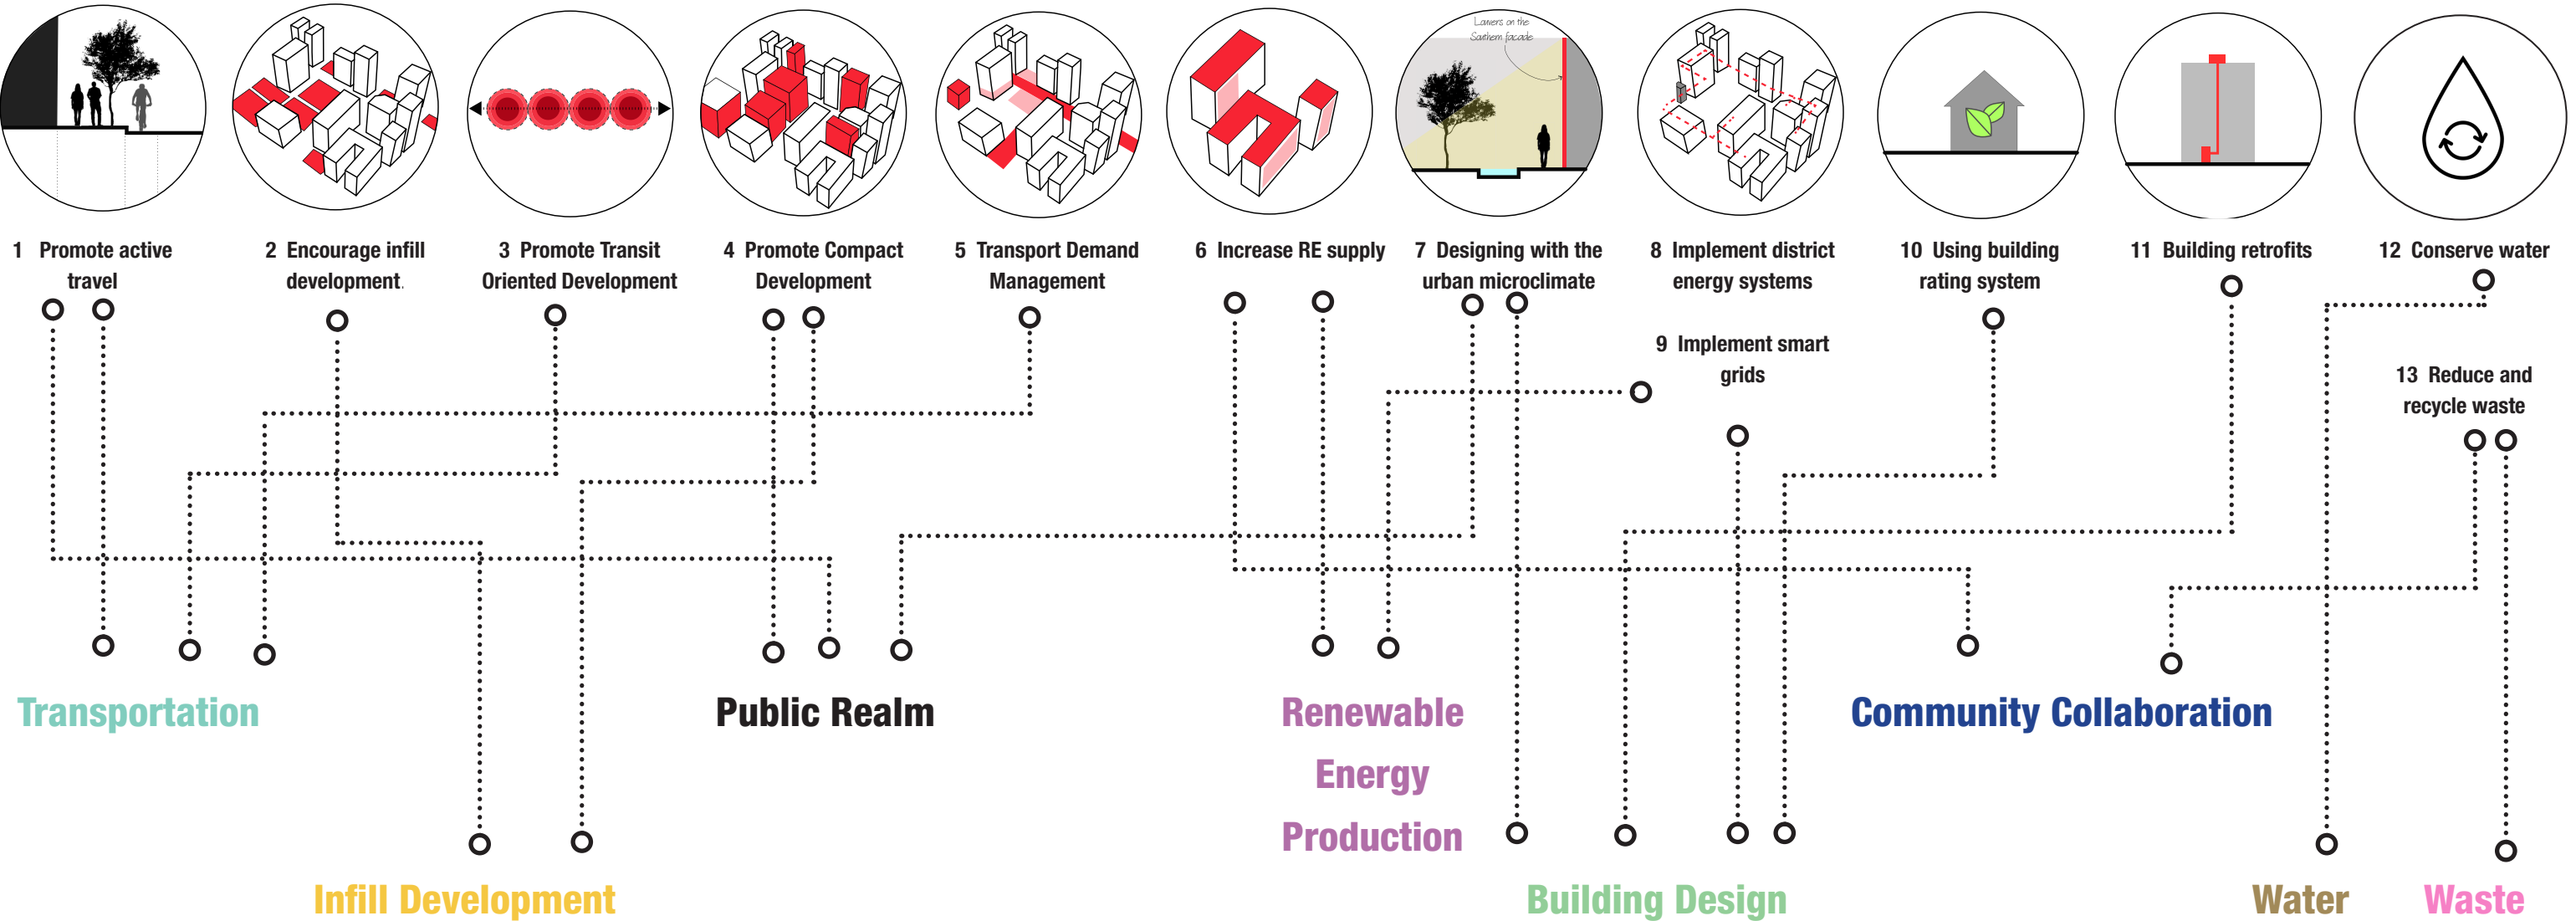 Louvers on the
Southern facade
1 Promote active
travel
2 Encourage infill
development.
3 Promote Transit
Oriented Development
4 Promote Compact
Development
5 Transport Demand
Management
6 Increase RE supply
7 Designing with the
urban microclimate
8 Implement district
energy systems
9 Implement smart
grids
10 Using building
rating system
11 Building retrofits
12 Conserve water
13 Reduce and
recycle waste
Transportation
Public Realm
Renewable
Energy
Production
Community Collaboration
Infill Development
Building Design
Water
Waste